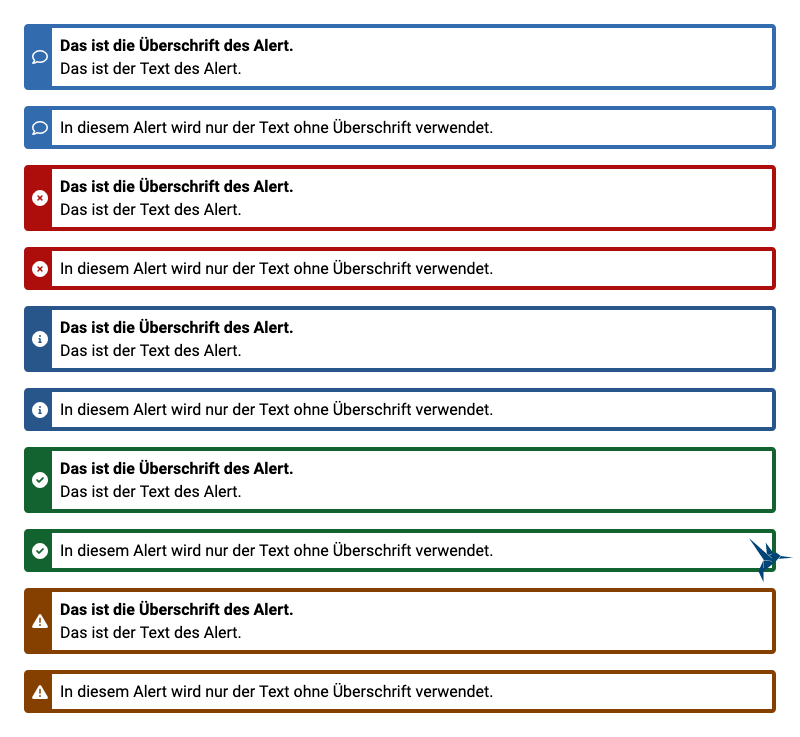 Das ist die Überschrift des Alert.
Das ist der Text des Alert.
In diesem Alert wird nur der Text ohne Überschrift verwendet.
Das ist die Überschrift des Alert.
Das ist der Text des Alert.
In diesem Alert wird nur der Text ohne Überschrift verwendet.
Das ist die Überschrift des Alert.
Das ist der Text des Alert.
In diesem Alert wird nur der Text ohne Überschrift verwendet.
Das ist die Überschrift des Alert.
Das ist der Text des Alert.
In diesem Alert wird nur der Text ohne Überschrift verwendet.
Das ist die Überschrift des Alert.
Das ist der Text des Alert.
In diesem Alert wird nur der Text ohne Überschrift verwendet.